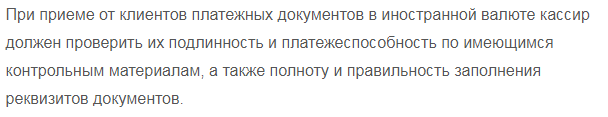 При приеме от клиентов платежных документов в иностранной валюте кассир
должен проверить их подлинность и платежеспособность по имеющимся
контрольным материалам, а также полноту и правильность заполнения
реквизитов документов.